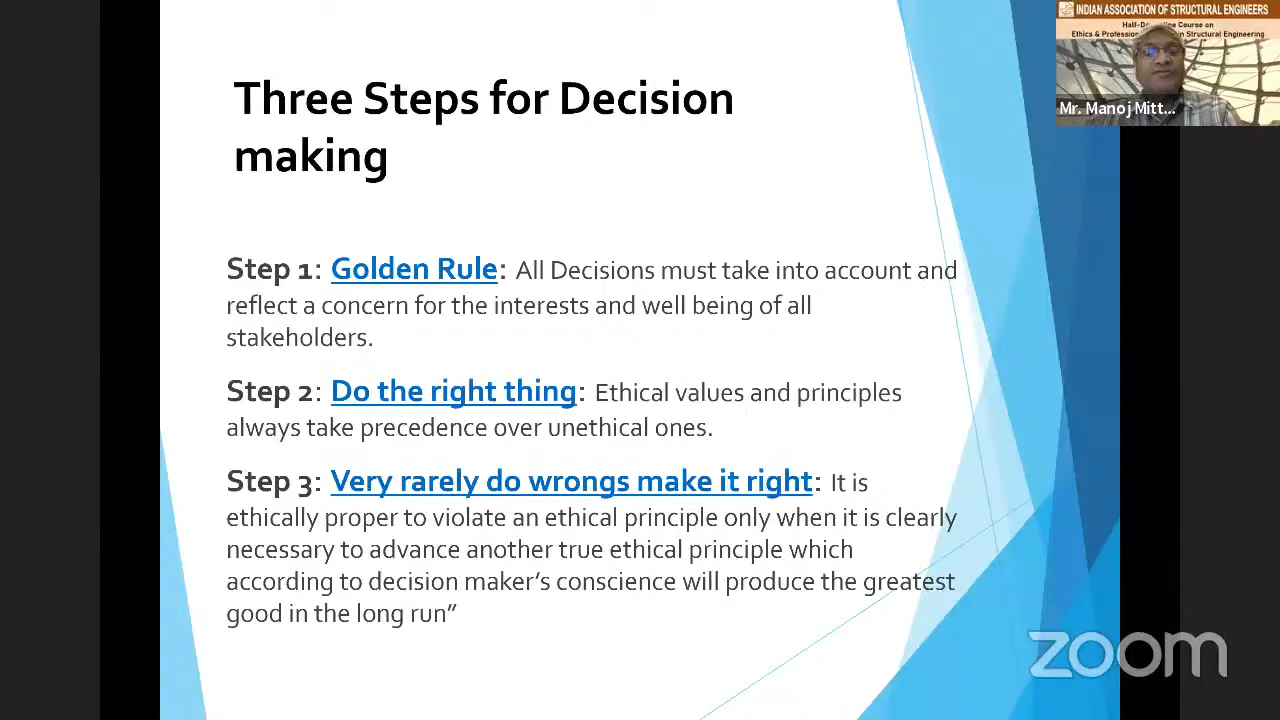 INDIAN ASSOCIATION OF STRUCTURAL ENGINEERS
Half-D Course on
Ethics & Profession in Structural Engineering
Mr. Manoj Mitt...
Three Steps for Decision
making
Step 1: Golden Rule: All Decisions must take into account and
reflect a concern for the interests and well being of all
stakeholders.
Step 2: Do the right thing: Ethical values and principles
always take precedence over unethical ones.
Step 3: Very rarely do wrongs make it right: It is
ethically proper to violate an ethical principle only when it is clearly
necessary to advance another true ethical principle which
according to decision maker’s conscience will produce the greatest
good in the long run”
zoom